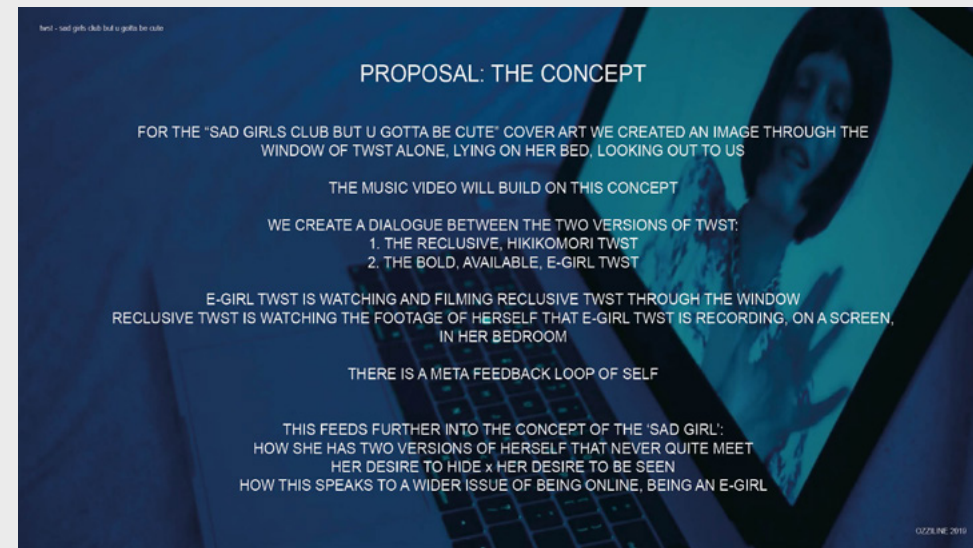 twst - sad girls club but u gotta be cute
PROPOSAL: THE CONCEPT
FOR THE “SAD GIRLS CLUB BUT U GOTTA BE CUTE” COVER ART WE CREATED AN IMAGE THROUGH THE
WINDOW OF TWST ALONE, LYING ON HER BED, LOOKING OUT TO US
THE MUSIC VIDEO WILL BUILD ON THIS CONCEPT
WE CREATE A DIALOGUE BETWEEN THE TWO VERSIONS OF TWST:
1. THE RECLUSIVE, HIKIKOMORI TWST
2. THE BOLD, AVAILABLE, E-GIRL TWST
E-GIRL TWST IS WATCHING AND FILMING RECLUSIVE TWST THROUGH THE WINDOW
RECLUSIVE TWST IS WATCHING THE FOOTAGE OF HERSELF THAT E-GIRL TWST IS RECORDING, ON A SCREEN,
IN HER BEDROOM
THERE IS A META FEEDBACK LOOP OF SELF
THIS FEEDS FURTHER INTO THE CONCEPT OF THE ‘SAD GIRL’:
HOW SHE HAS TWO VERSIONS OF HERSELF THAT NEVER QUITE MEET
HER DESIRE TO HIDE x HER DESIRE TO BE SEEN
HOW THIS SPEAKS TO A WIDER ISSUE OF BEING ONLINE, BEING AN E-GIRL
OZZILINE 2019